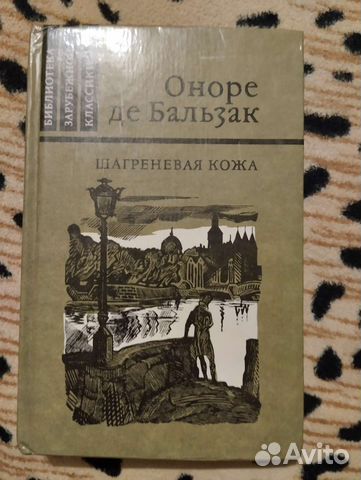 БИБЛИОТЕКА
ЗАРУБЕЖНОЙ
КЛАССИКИ
Оноре
де Бальзак
ШАГРЕНЕВАЯ КОЖА
Avito